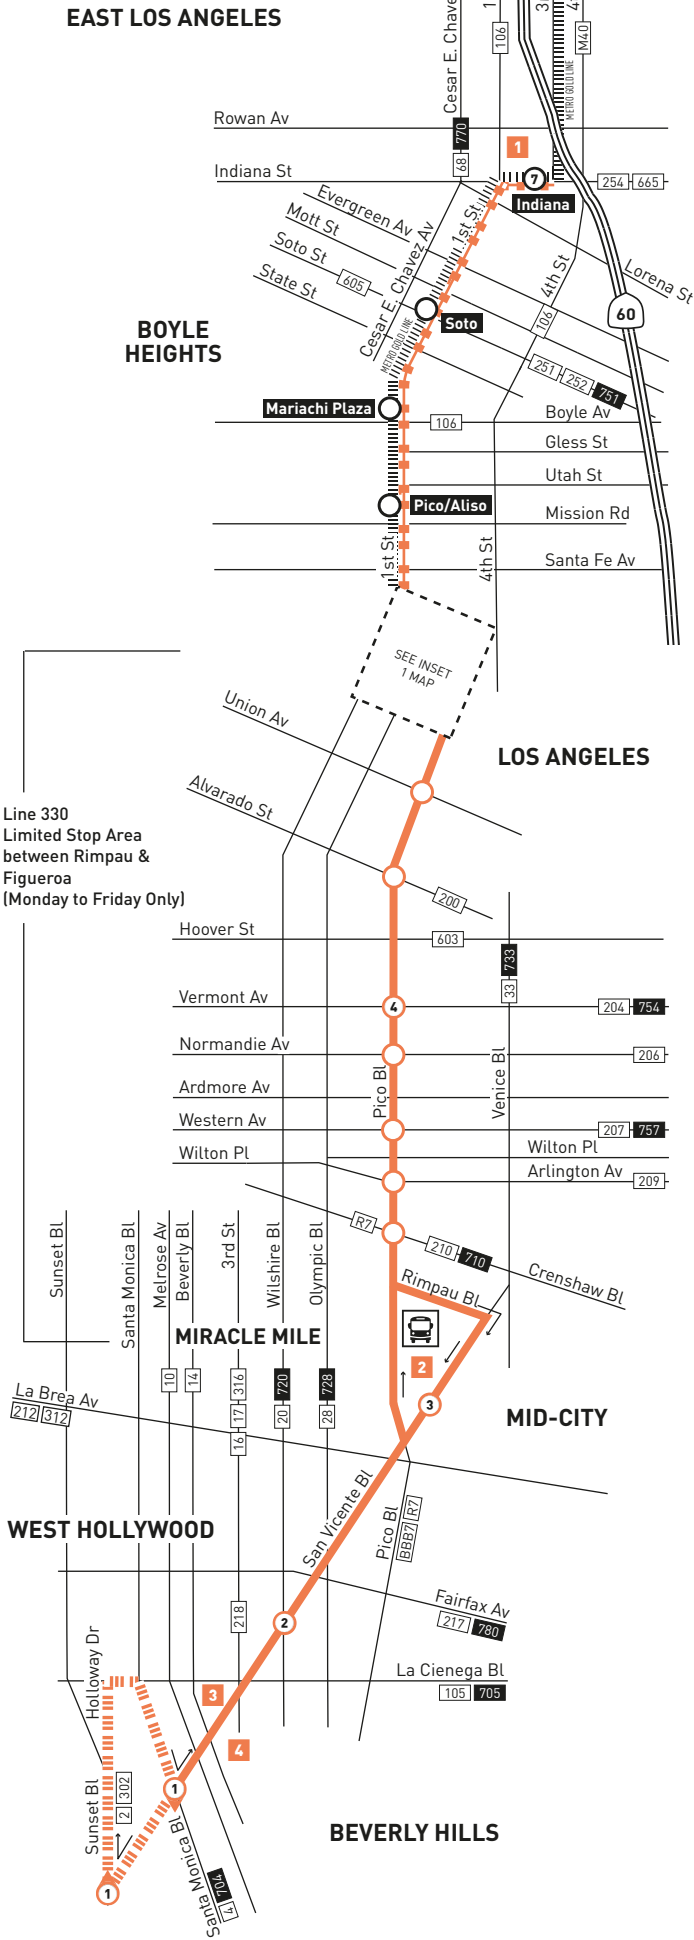 EAST LOS ANGELES
Cesar E. Chave
1
106
3
4
M40
METRO GOLD LINE
Rowan Av
770
68
1
Indiana St
7
254 665
Indiana
Evergreen Av
Mott St
Soto St
State St
605
1st St
Cesar E. Chavez Av
METRO GOLD LINE
4th St
106
Lorena St
60
BOYLE
HEIGHTS
Soto
251 252 751
Mariachi Plaza
106
Boyle Av
Gless St
Utah St
Pico/Aliso
Mission Rd
1st St
4th St
Santa Fe Av
SEE INSET
1 MAP
Union Av
LOS ANGELES
Alvarado St
Line 330
Limited Stop Area
between Rimpau &
Figueroa
(Monday to Friday Only)
200
Hoover St
603
733
33
Vermont Av
4
204 754
Normandie Av
206
Pico Bl
Venice Bl
Ardmore Av
Western Av
207 757
Wilton Pl
Wilton Pl
Arlington Av
209
R7
210 710
Crenshaw Bl
Sunset Bl
Santa Monica Bl
Melrose Av
Beverly Bl
3rd St
Wilshire Bl
Olympic Bl
Rimpau Bl
MIRACLE MILE
2
10
14
16 17 316
20 720
28 728
La Brea Av
212 312
3
MID-CITY
San Vicente Bl
Pico Bl
BBB7 R7
WEST HOLLYWOOD
Fairfax Av
217 780
218
2
Holloway Dr
La Cienega Bl
105 705
3
4
1
Sunset Bl
2 302
BEVERLY HILLS
Santa Monica Bl
704
4
1